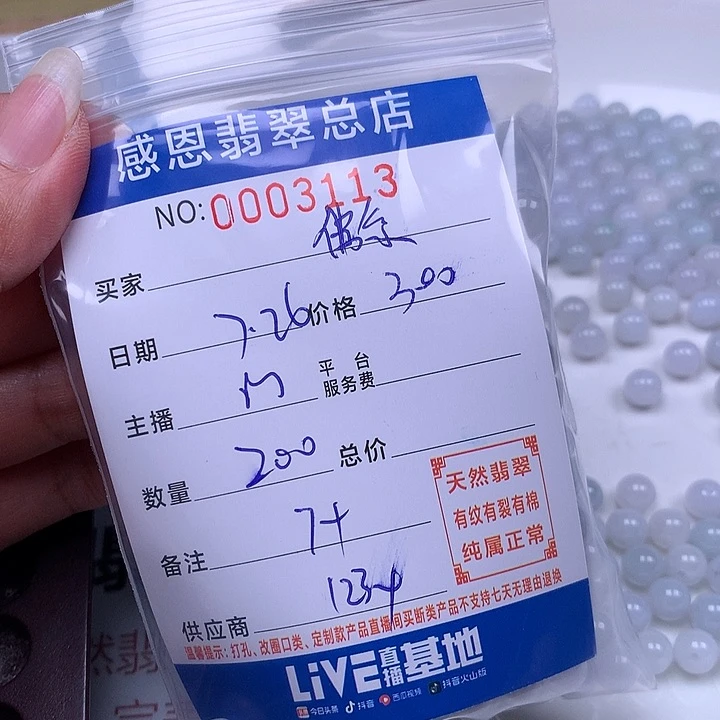 感恩翡翠总店
NO:0003113
买家 偶尔
日期 7.26 价格 300
主播 平台服务费
数量 200 总价
备注 7+
供应商 1234
天然翡翠
有纹有裂有棉
纯属正常
温馨提示:打孔、改圈口类、定制款产品直播间买断类产品不支持七天无理由退换
LiVE直播基地
今日头条 抖音 西瓜视频 抖音火山版